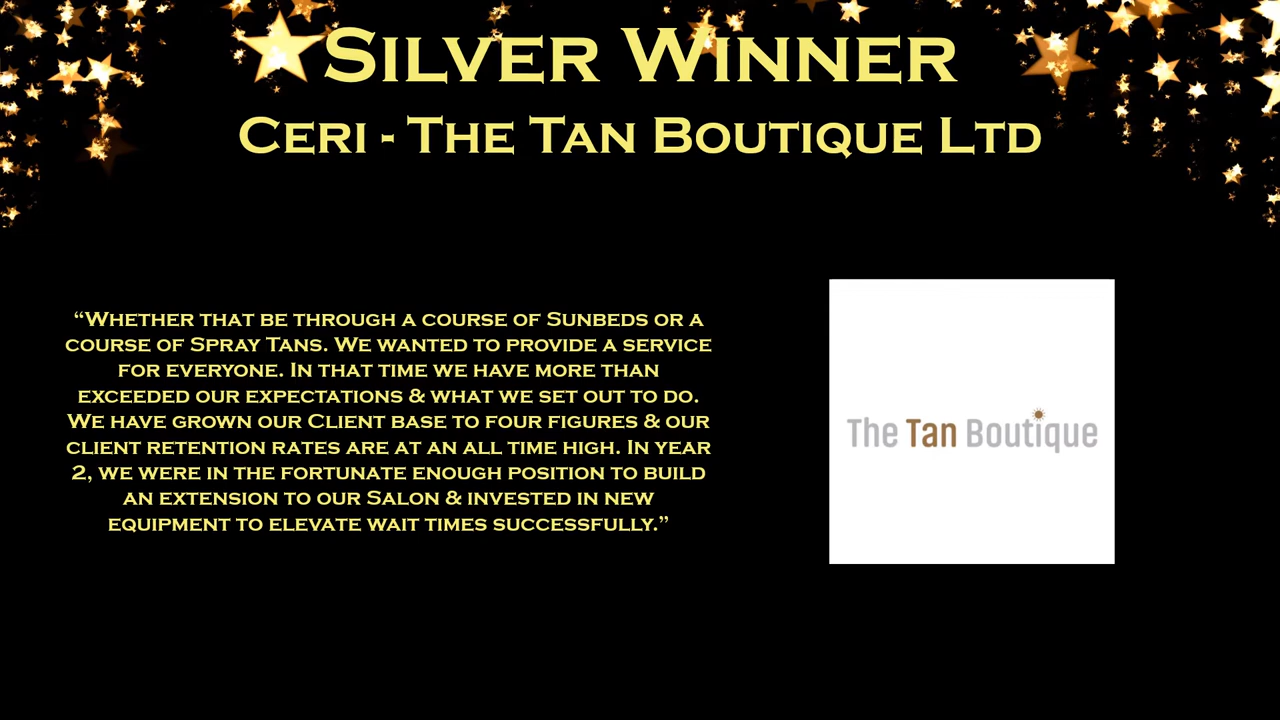 Silver Winner
Ceri - The Tan Boutique Ltd
“Whether that be through a course of Sunbeds or a
course of Spray Tans. We wanted to provide a service
for everyone. In that time we have more than
exceeded our expectations & what we set out to do.
We have grown our Client base to four figures & our
client retention rates are at an all time high. In year
2, we were in the fortunate enough position to build
an extension to our Salon & invested in new
equipment to elevate wait times successfully.”
The Tan Boutique